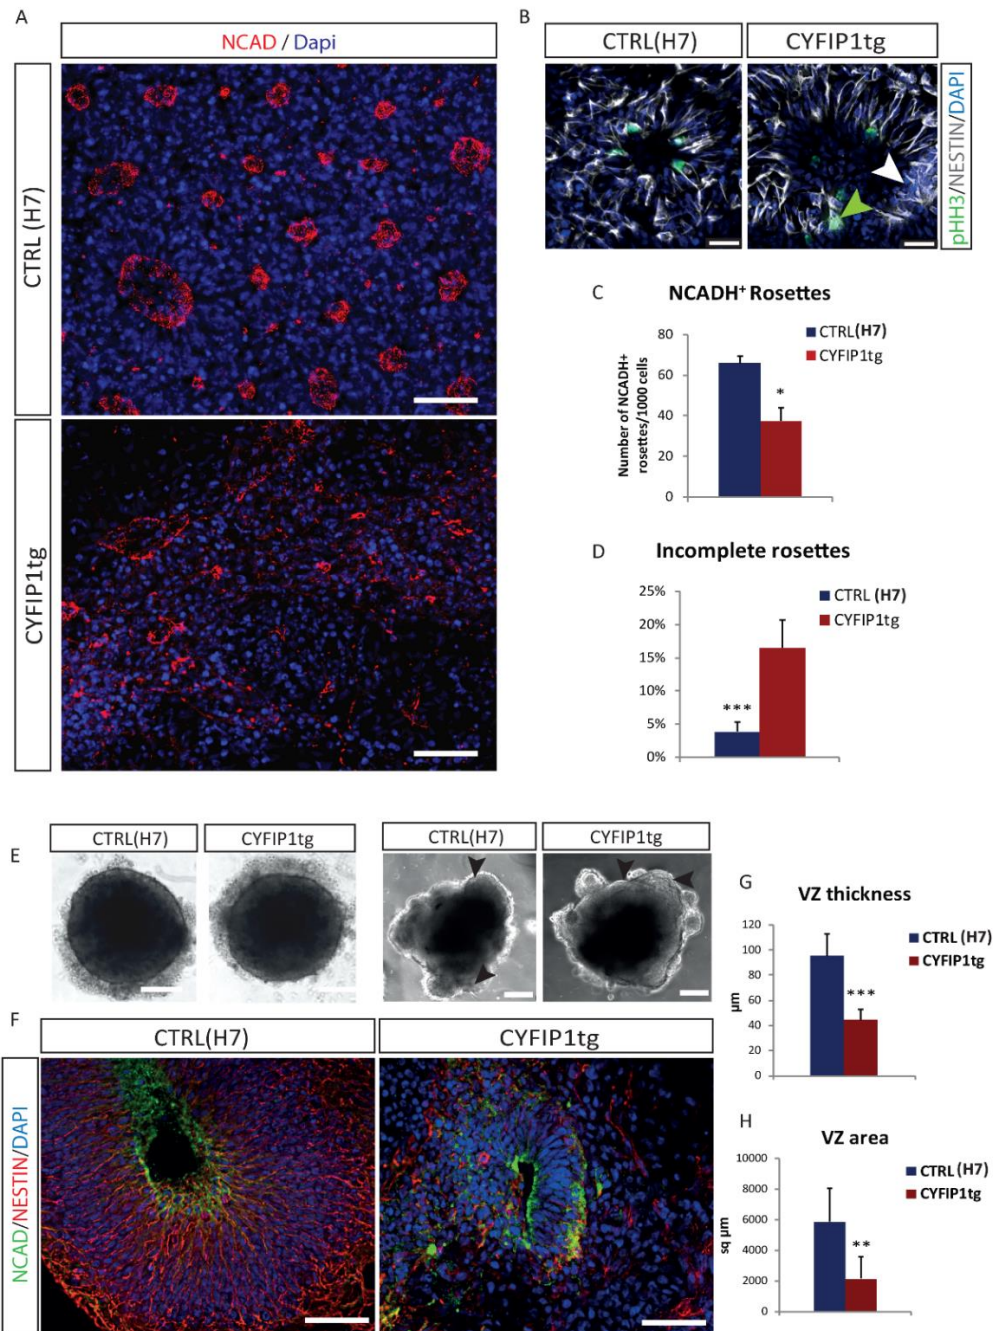 A
NCAD / Dapi
CTRL (H7)
CYFIP1tg
B
CTRL(H7)
CYFIP1tg
pHH3/NESTIN/DAPI
C
NCADH⁺ Rosettes
CTRL(H7)
CYFIP1tg
Number of NCADH+
rosettes/1000 cells
80
60
40
20
0
*
D
Incomplete rosettes
CTRL (H7)
CYFIP1tg
25%
20%
15%
10%
5%
0%
***
E
CTRL(H7)
CYFIP1tg
CTRL(H7)
CYFIP1tg
F
CTRL(H7)
CYFIP1tg
NCAD/NESTIN/DAPI
G
VZ thickness
CTRL (H7)
CYFIP1tg
µm
120
100
80
60
40
20
0
***
H
VZ area
CTRL (H7)
CYFIP1tg
sq µm
10000
8000
6000
4000
2000
0
**